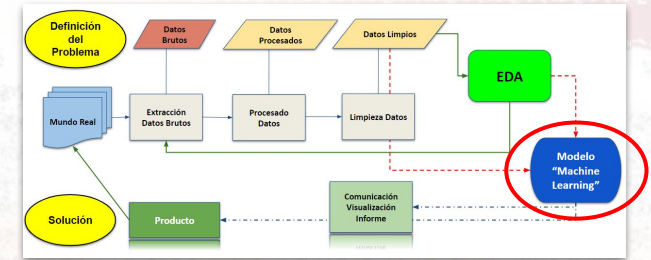 Definición
del
Problema
Datos
Brutos
Datos
Procesados
Datos Limpios
EDA
Mundo Real
Extracción
Datos Brutos
Procesado
Datos
Limpieza Datos
Modelo
“Machine
Learning”
Comunicación
Visualización
Informe
Solución
Producto